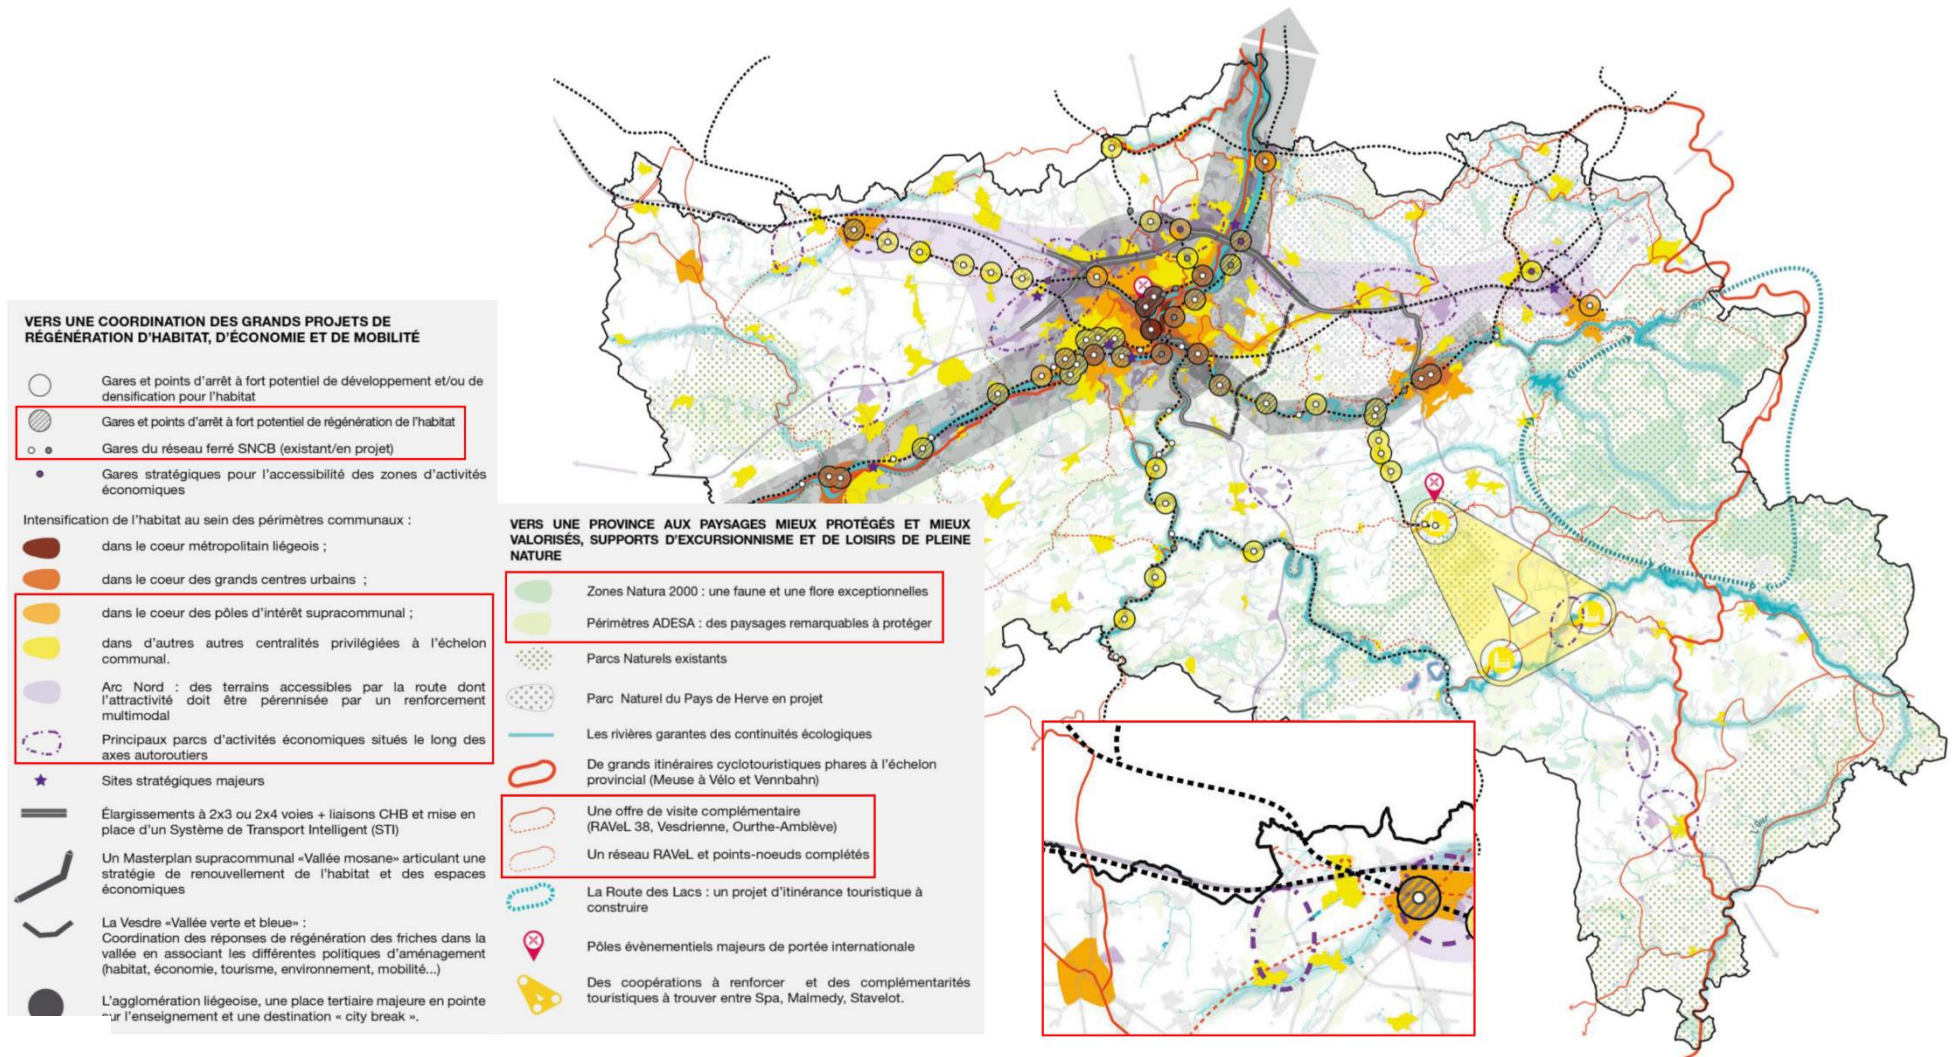 VERS UNE COORDINATION DES GRANDS PROJETS DE
RÉGÉNÉRATION D'HABITAT, D'ÉCONOMIE ET DE MOBILITÉ
Gares et points d'arrêt à fort potentiel de développement et/ou de
densification pour l'habitat
Gares et points d'arrêt à fort potentiel de régénération de l'habitat
Gares du réseau ferré SNCB (existant/en projet)
Gares stratégiques pour l'accessibilité des zones d'activités
économiques
Intensification de l'habitat au sein des périmètres communaux :
dans le coeur métropolitain liégeois ;
dans le coeur des grands centres urbains ;
dans le coeur des pôles d'intérêt supracommunal ;
dans d'autres autres centralités privilégiées à l'échelon
communal.
Arc Nord : des terrains accessibles par la route dont
l'attractivité doit être pérennisée par un renforcement
multimodal
Principaux parcs d'activités économiques situés le long des
axes autoroutiers
Sites stratégiques majeurs
Élargissements à 2x3 ou 2x4 voies + liaisons CHB et mise en
place d'un Système de Transport Intelligent (STI)
Un Masterplan supracommunal «Vallée mosane» articulant une
stratégie de renouvellement de l'habitat et des espaces
économiques
La Vesdre «Vallée verte et bleue» :
Coordination des réponses de régénération des friches dans la
vallée en associant les différentes politiques d'aménagement
(habitat, économie, tourisme, environnement, mobilité...)
L'agglomération liégeoise, une place tertiaire majeure en pointe
sur l'enseignement et une destination « city break ».
VERS UNE PROVINCE AUX PAYSAGES MIEUX PROTÉGÉS ET MIEUX
VALORISÉS, SUPPORTS D'EXCURSIONNISME ET DE LOISIRS DE PLEINE
NATURE
Zones Natura 2000 : une faune et une flore exceptionnelles
Périmètres ADESA : des paysages remarquables à protéger
Parcs Naturels existants
Parc Naturel du Pays de Herve en projet
Les rivières garantes des continuités écologiques
De grands itinéraires cyclotouristiques phares à l'échelon
provincial (Meuse à Vélo et Vennbahn)
Une offre de visite complémentaire
(RAVeL 38, Vesdrienne, Ourthe-Amblève)
Un réseau RAVeL et points-noeuds complétés
La Route des Lacs : un projet d'itinérance touristique à
construire
Pôles évènementiels majeurs de portée internationale
Des coopérations à renforcer et des complémentarités
touristiques à trouver entre Spa, Malmedy, Stavelot.
L'Our